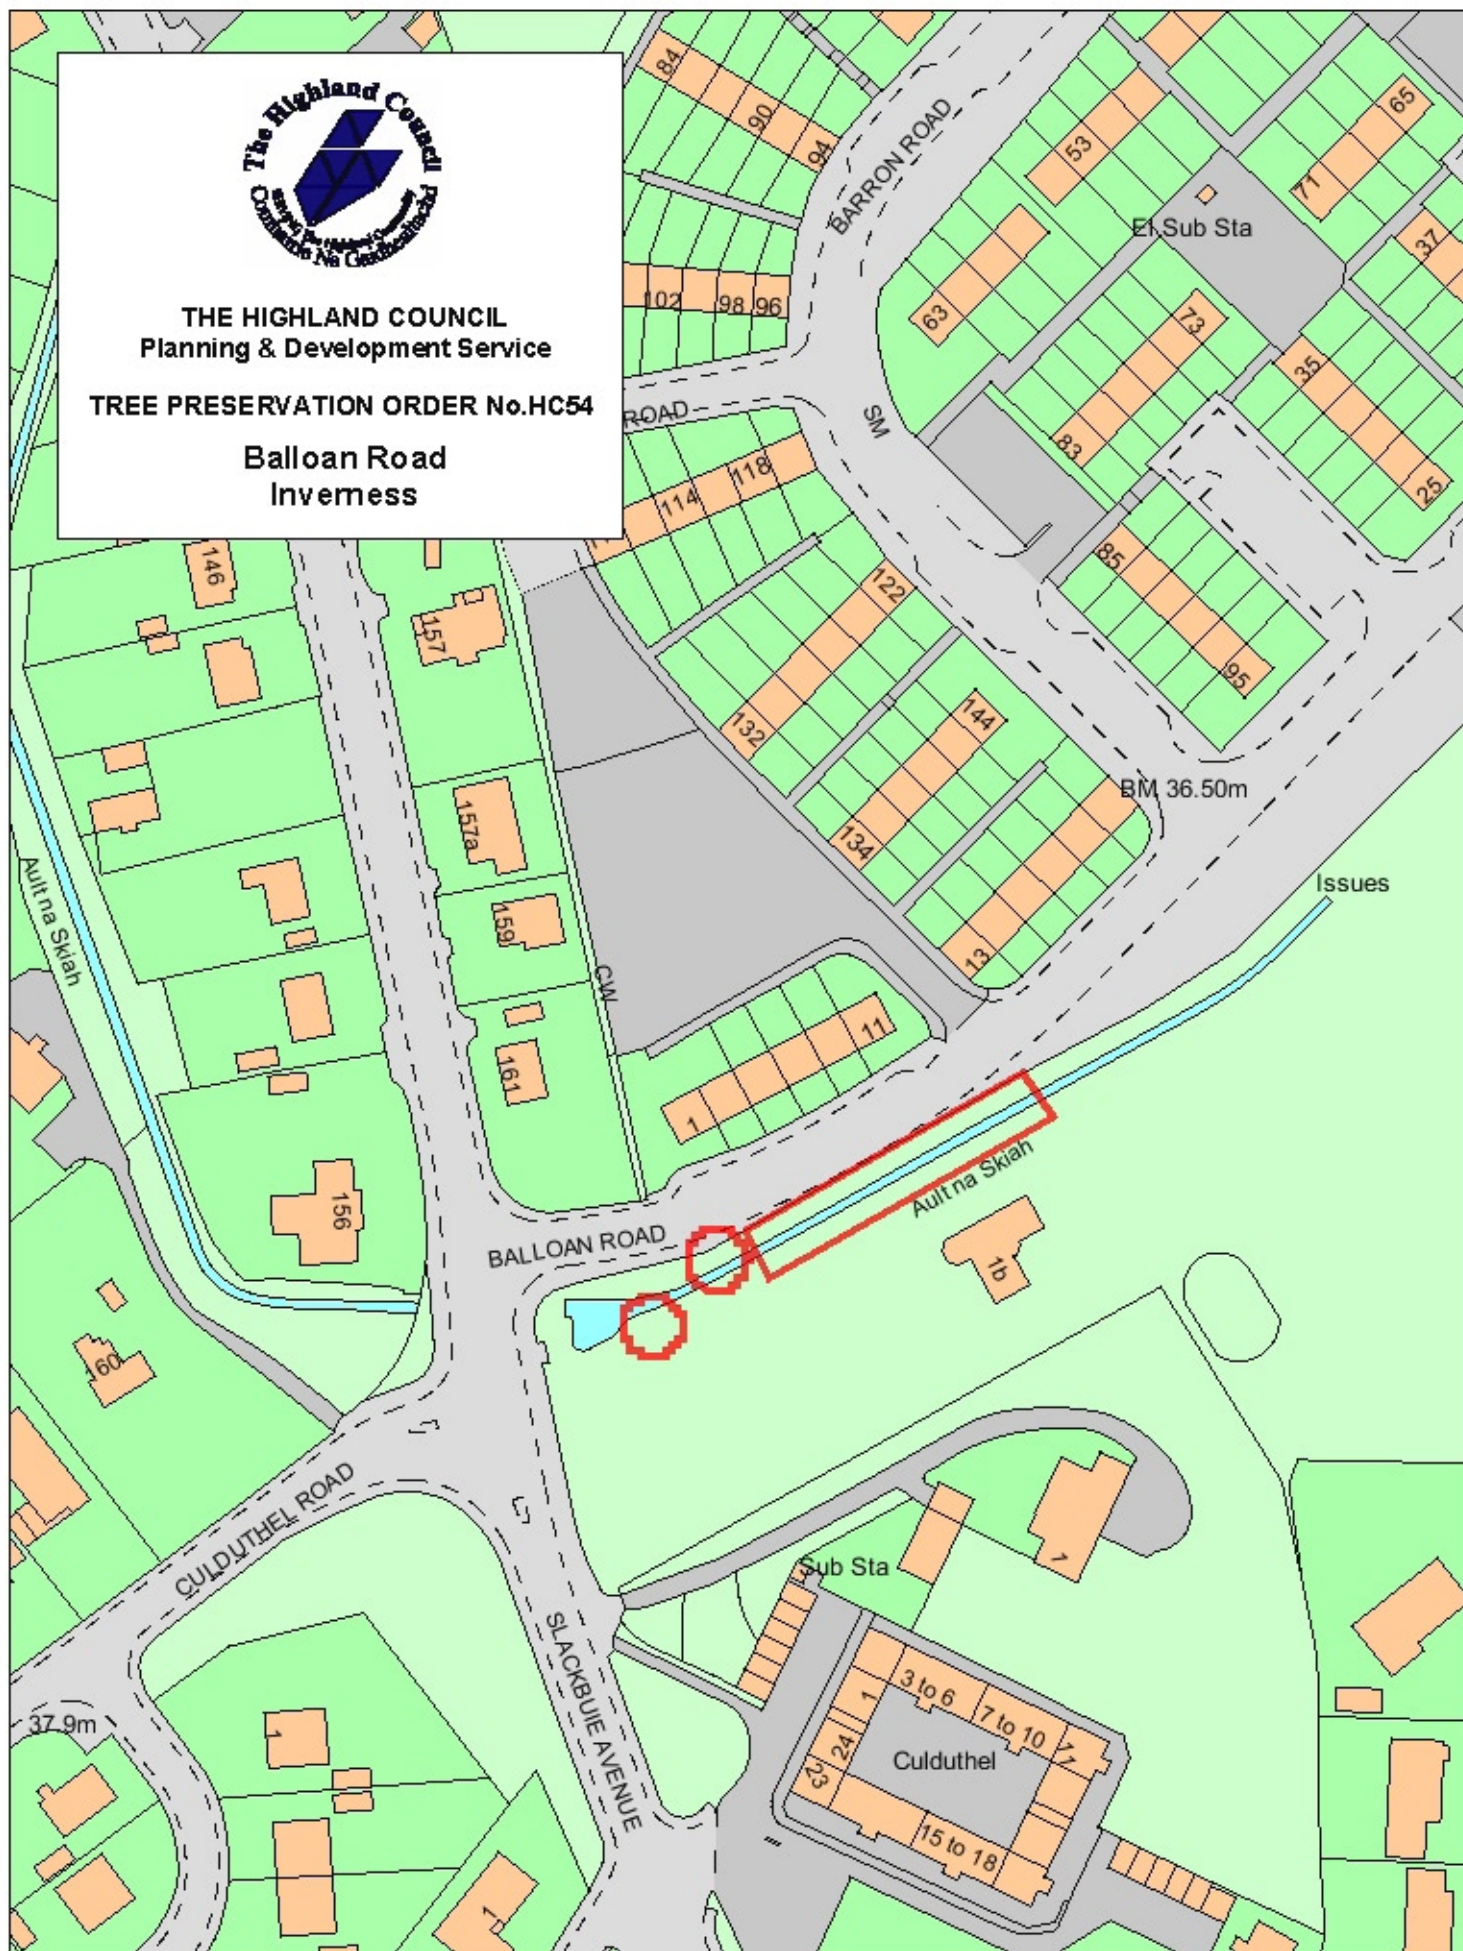 The Highland Council
Comhairle Na Gaidhealtachd
THE HIGHLAND COUNCIL
Planning & Development Service
TREE PRESERVATION ORDER No.HC54
Balloan Road
Inverness
84
90
94
BARRON ROAD
53
65
71
El Sub Sta
37
102
98
96
63
73
ROAD
SM
35
83
25
118
114
146
85
122
157
95
132
144
BM 36.50m
157a
134
Ault na Skiah
Issues
159
13
CW
11
161
1
Ault na Skiah
156
BALLOAN ROAD
1b
160
CULDUTHEL ROAD
1
Sub Sta
SLACKBUIE AVENUE
3 to 6
1
7 to 10
37.9m
1
11
24
Culduthel
23
15 to 18
1